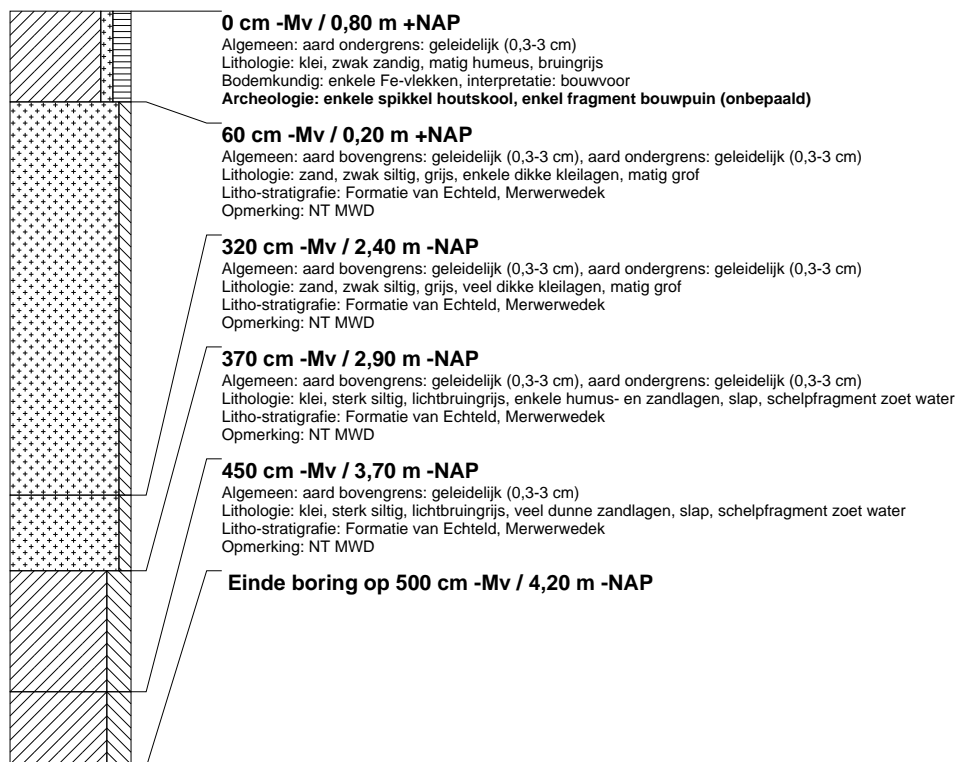 0 cm -Mv / 0,80 m +NAP
Algemeen: aard ondergrens: geleidelijk (0,3-3 cm)
Lithologie: klei, zwak zandig, matig humeus, bruingrijs
Bodemkundig: enkele Fe-vlekken, interpretatie: bouwvoor
Archeologie: enkele spikkel houtskool, enkel fragment bouwpuin (onbepaald)
60 cm -Mv / 0,20 m +NAP
Algemeen: aard bovengrens: geleidelijk (0,3-3 cm), aard ondergrens: geleidelijk (0,3-3 cm)
Lithologie: zand, zwak siltig, grijs, enkele dikke kleilagen, matig grof
Litho-stratigrafie: Formatie van Echteld, Merwerwedek
Opmerking: NT MWD
320 cm -Mv / 2,40 m -NAP
Algemeen: aard bovengrens: geleidelijk (0,3-3 cm), aard ondergrens: geleidelijk (0,3-3 cm)
Lithologie: zand, zwak siltig, grijs, veel dikke kleilagen, matig grof
Litho-stratigrafie: Formatie van Echteld, Merwerwedek
Opmerking: NT MWD
370 cm -Mv / 2,90 m -NAP
Algemeen: aard bovengrens: geleidelijk (0,3-3 cm), aard ondergrens: geleidelijk (0,3-3 cm)
Lithologie: klei, sterk siltig, lichtbruingrijs, enkele humus- en zandlagen, slap, schelpfragment zoet water
Litho-stratigrafie: Formatie van Echteld, Merwerwedek
Opmerking: NT MWD
450 cm -Mv / 3,70 m -NAP
Algemeen: aard bovengrens: geleidelijk (0,3-3 cm)
Lithologie: klei, sterk siltig, lichtbruingrijs, veel dunne zandlagen, slap, schelpfragment zoet water
Litho-stratigrafie: Formatie van Echteld, Merwerwedek
Opmerking: NT MWD
Einde boring op 500 cm -Mv / 4,20 m -NAP